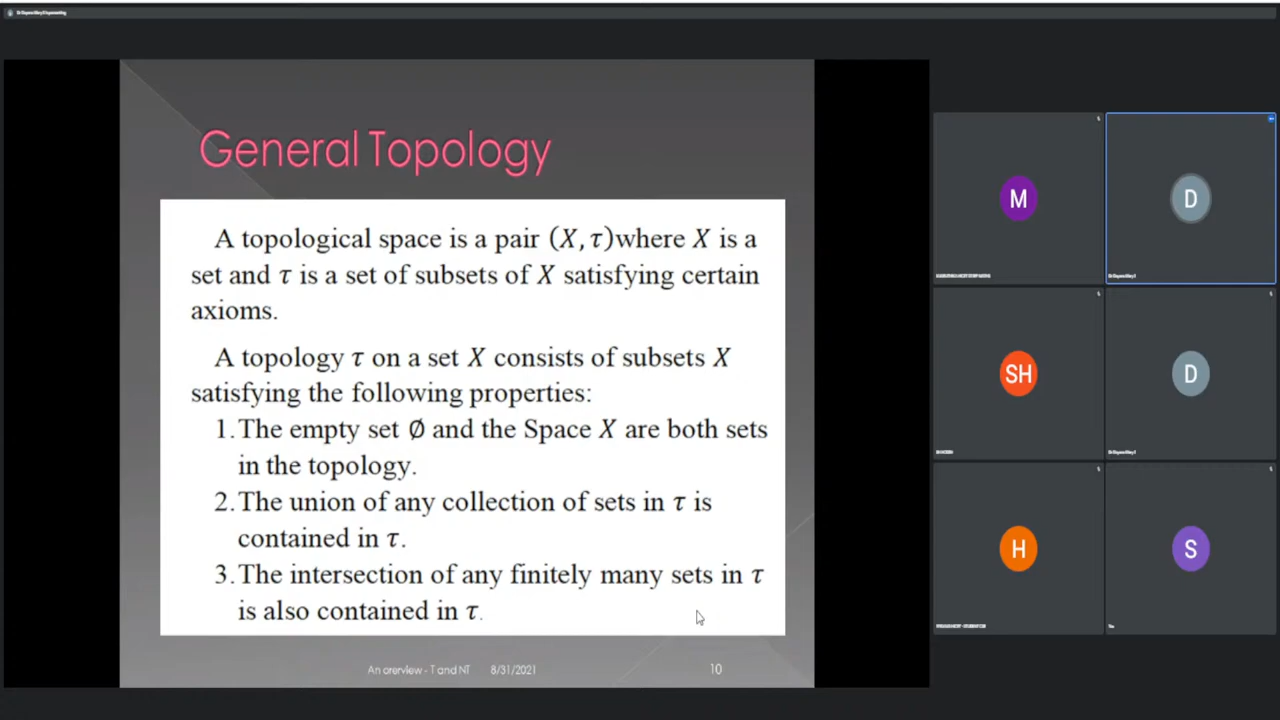 General Topology
A topological space is a pair (X, τ)where X is a
set and τ is a set of subsets of X satisfying certain
axioms.
A topology τ on a set X consists of subsets X
satisfying the following properties:
1.The empty set ∅ and the Space X are both sets
in the topology.
2.The union of any collection of sets in τ is
contained in τ.
3.The intersection of any finitely many sets in τ
is also contained in τ.
An orerview - T and NT 8/31/2021 10
M
D
SH
D
H
S